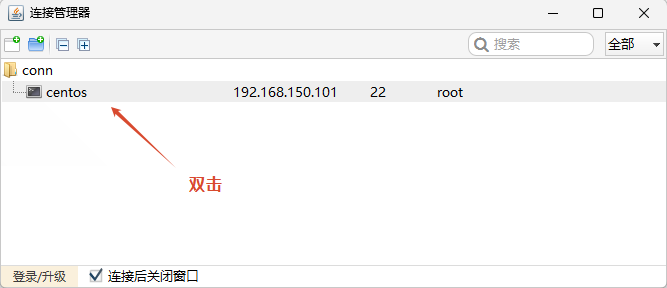 连接管理器
搜索
全部
conn
centos 192.168.150.101 22 root
双击
登录/升级
连接后关闭窗口